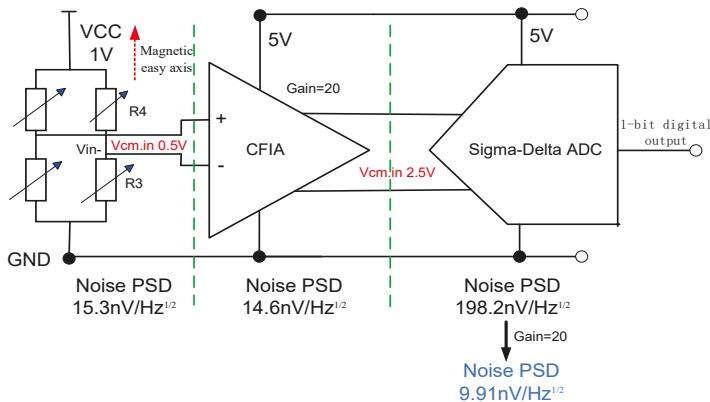 VCC
1V
Magnetic
easy axis
5V
5V
Gain=20
R4
+
Vcm.in 0.5V
Vin-
-
CFIA
Sigma-Delta ADC
1-bit digital
output
Vcm.in 2.5V
R3
GND
Noise PSD
15.3nV/Hz1/2
Noise PSD
14.6nV/Hz1/2
Noise PSD
198.2nV/Hz1/2
Gain=20
Noise PSD
9.91nV/Hz1/2